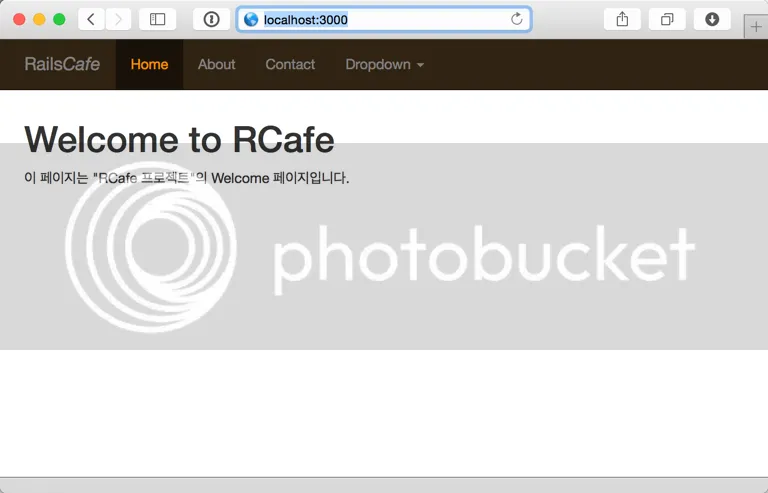 localhost:3000
RailsCafe Home About Contact Dropdown
Welcome to RCafe
이 페이지는 "RCafe 프로젝트"의 Welcome 페이지입니다.
photobucket